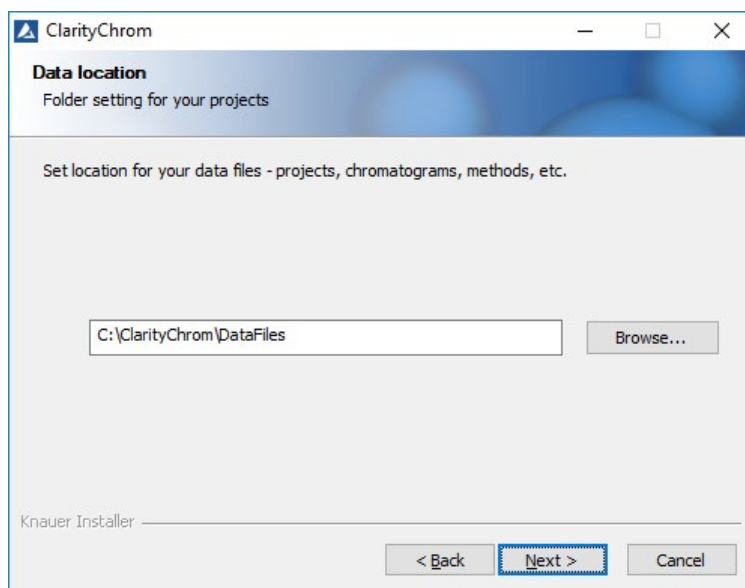 ClarityChrom
Data location
Folder setting for your projects
Set location for your data files - projects, chromatograms, methods, etc.
C:\ClarityChrom\DataFiles
Browse...
Knauer Installer
< Back
Next >
Cancel